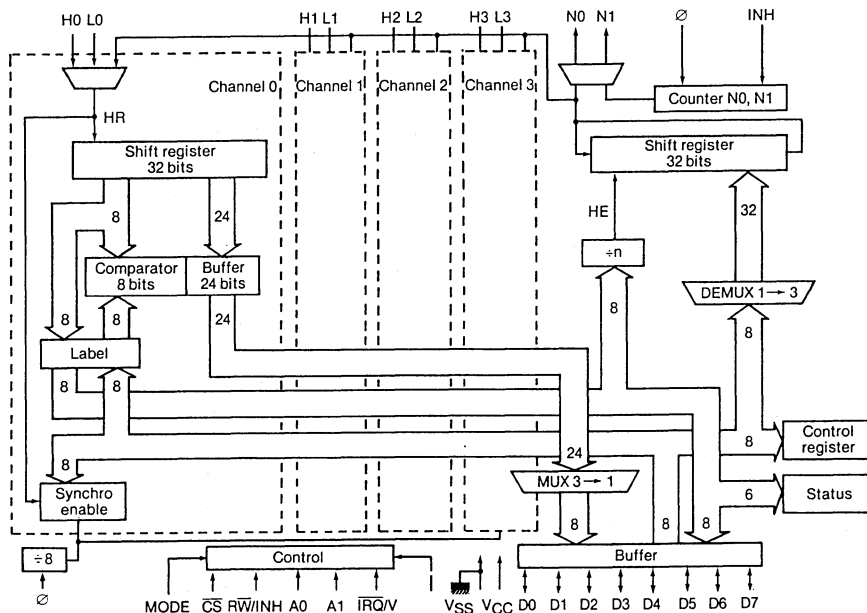 H0 L0 H1 L1 H2 L2 H3 L3 N0 N1 ∅ INH
Channel 0 Channel 1 Channel 2 Channel 3
Counter N0, N1
HR
Shift register
32 bits
Shift register
32 bits
8 24 HE 32
÷n
Comparator
8 bits
Buffer
24 bits
DEMUX 1 → 3
8 8 24 8 8
Label
8 8
24 8
Control
register
8
MUX 3 → 1
6
Status
Synchro
enable
8 8 8
÷8
Control
Buffer
∅
MODE C̅S̅ RW̅/INH A0 A1 I̅R̅Q̅/V VSS VCC D0 D1 D2 D3 D4 D5 D6 D7